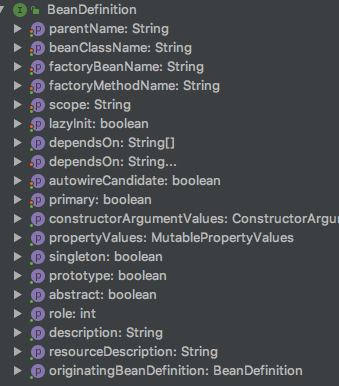 BeanDefinition
parentName: String
beanClassName: String
factoryBeanName: String
factoryMethodName: String
scope: String
lazyInit: boolean
dependsOn: String[]
dependsOn: String...
autowireCandidate: boolean
primary: boolean
constructorArgumentValues: ConstructorArgu
propertyValues: MutablePropertyValues
singleton: boolean
prototype: boolean
abstract: boolean
role: int
description: String
resourceDescription: String
originatingBeanDefinition: BeanDefinition